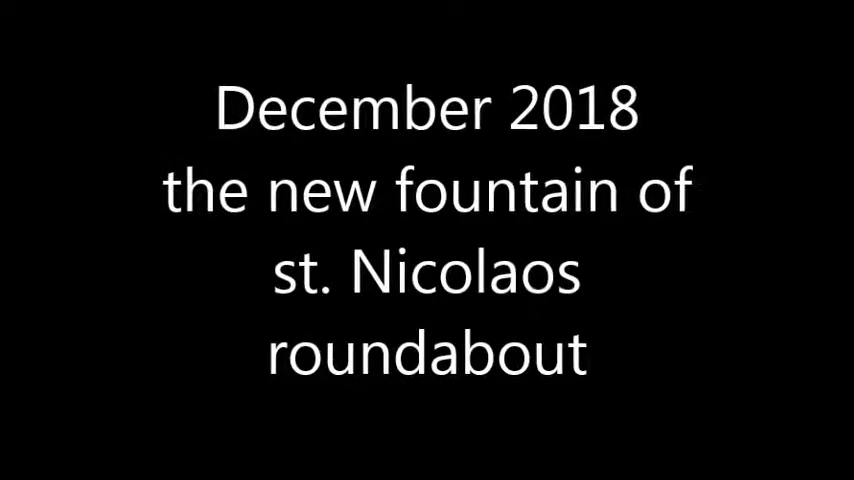 December 2018
the new fountain of
st. Nicolaos
roundabout